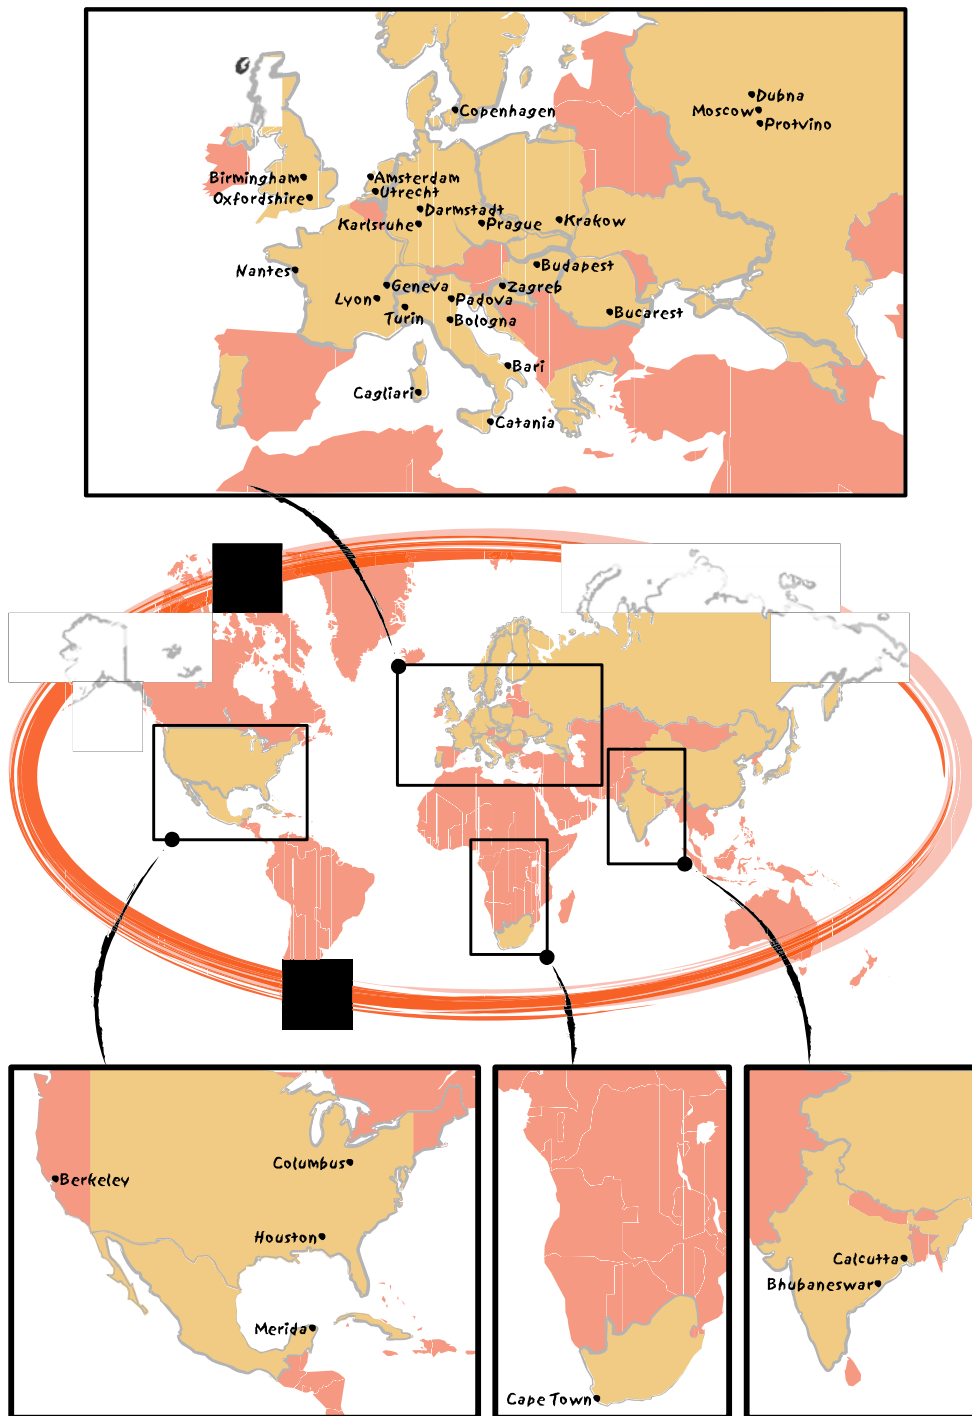 Dubna
Moscow
Protvino
Copenhagen
Birmingham
Amsterdam
Oxfordshire
Utrecht
Darmstadt
Karlsruhe
Prague
Krakow
Nantes
Budapest
Geneva
Zagreb
Lyon
Padova
Turin
Bologna
Bucarest
Bari
Cagliari
Catania
Columbus
Berkeley
Houston
Merida
Cape Town
Calcutta
Bhubaneswar